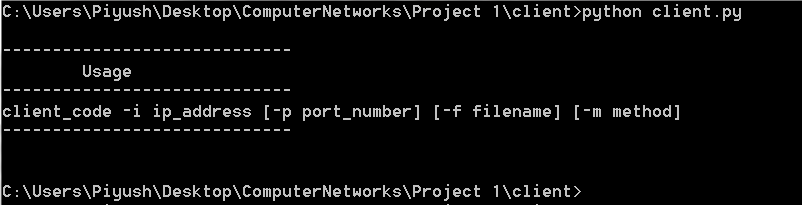 C:\Users\Piyush\Desktop\ComputerNetworks\Project 1\client>python client.py
-----------------------------
Usage
-----------------------------
client_code -i ip_address [-p port_number] [-f filename] [-m method]
-----------------------------
C:\Users\Piyush\Desktop\ComputerNetworks\Project 1\client>